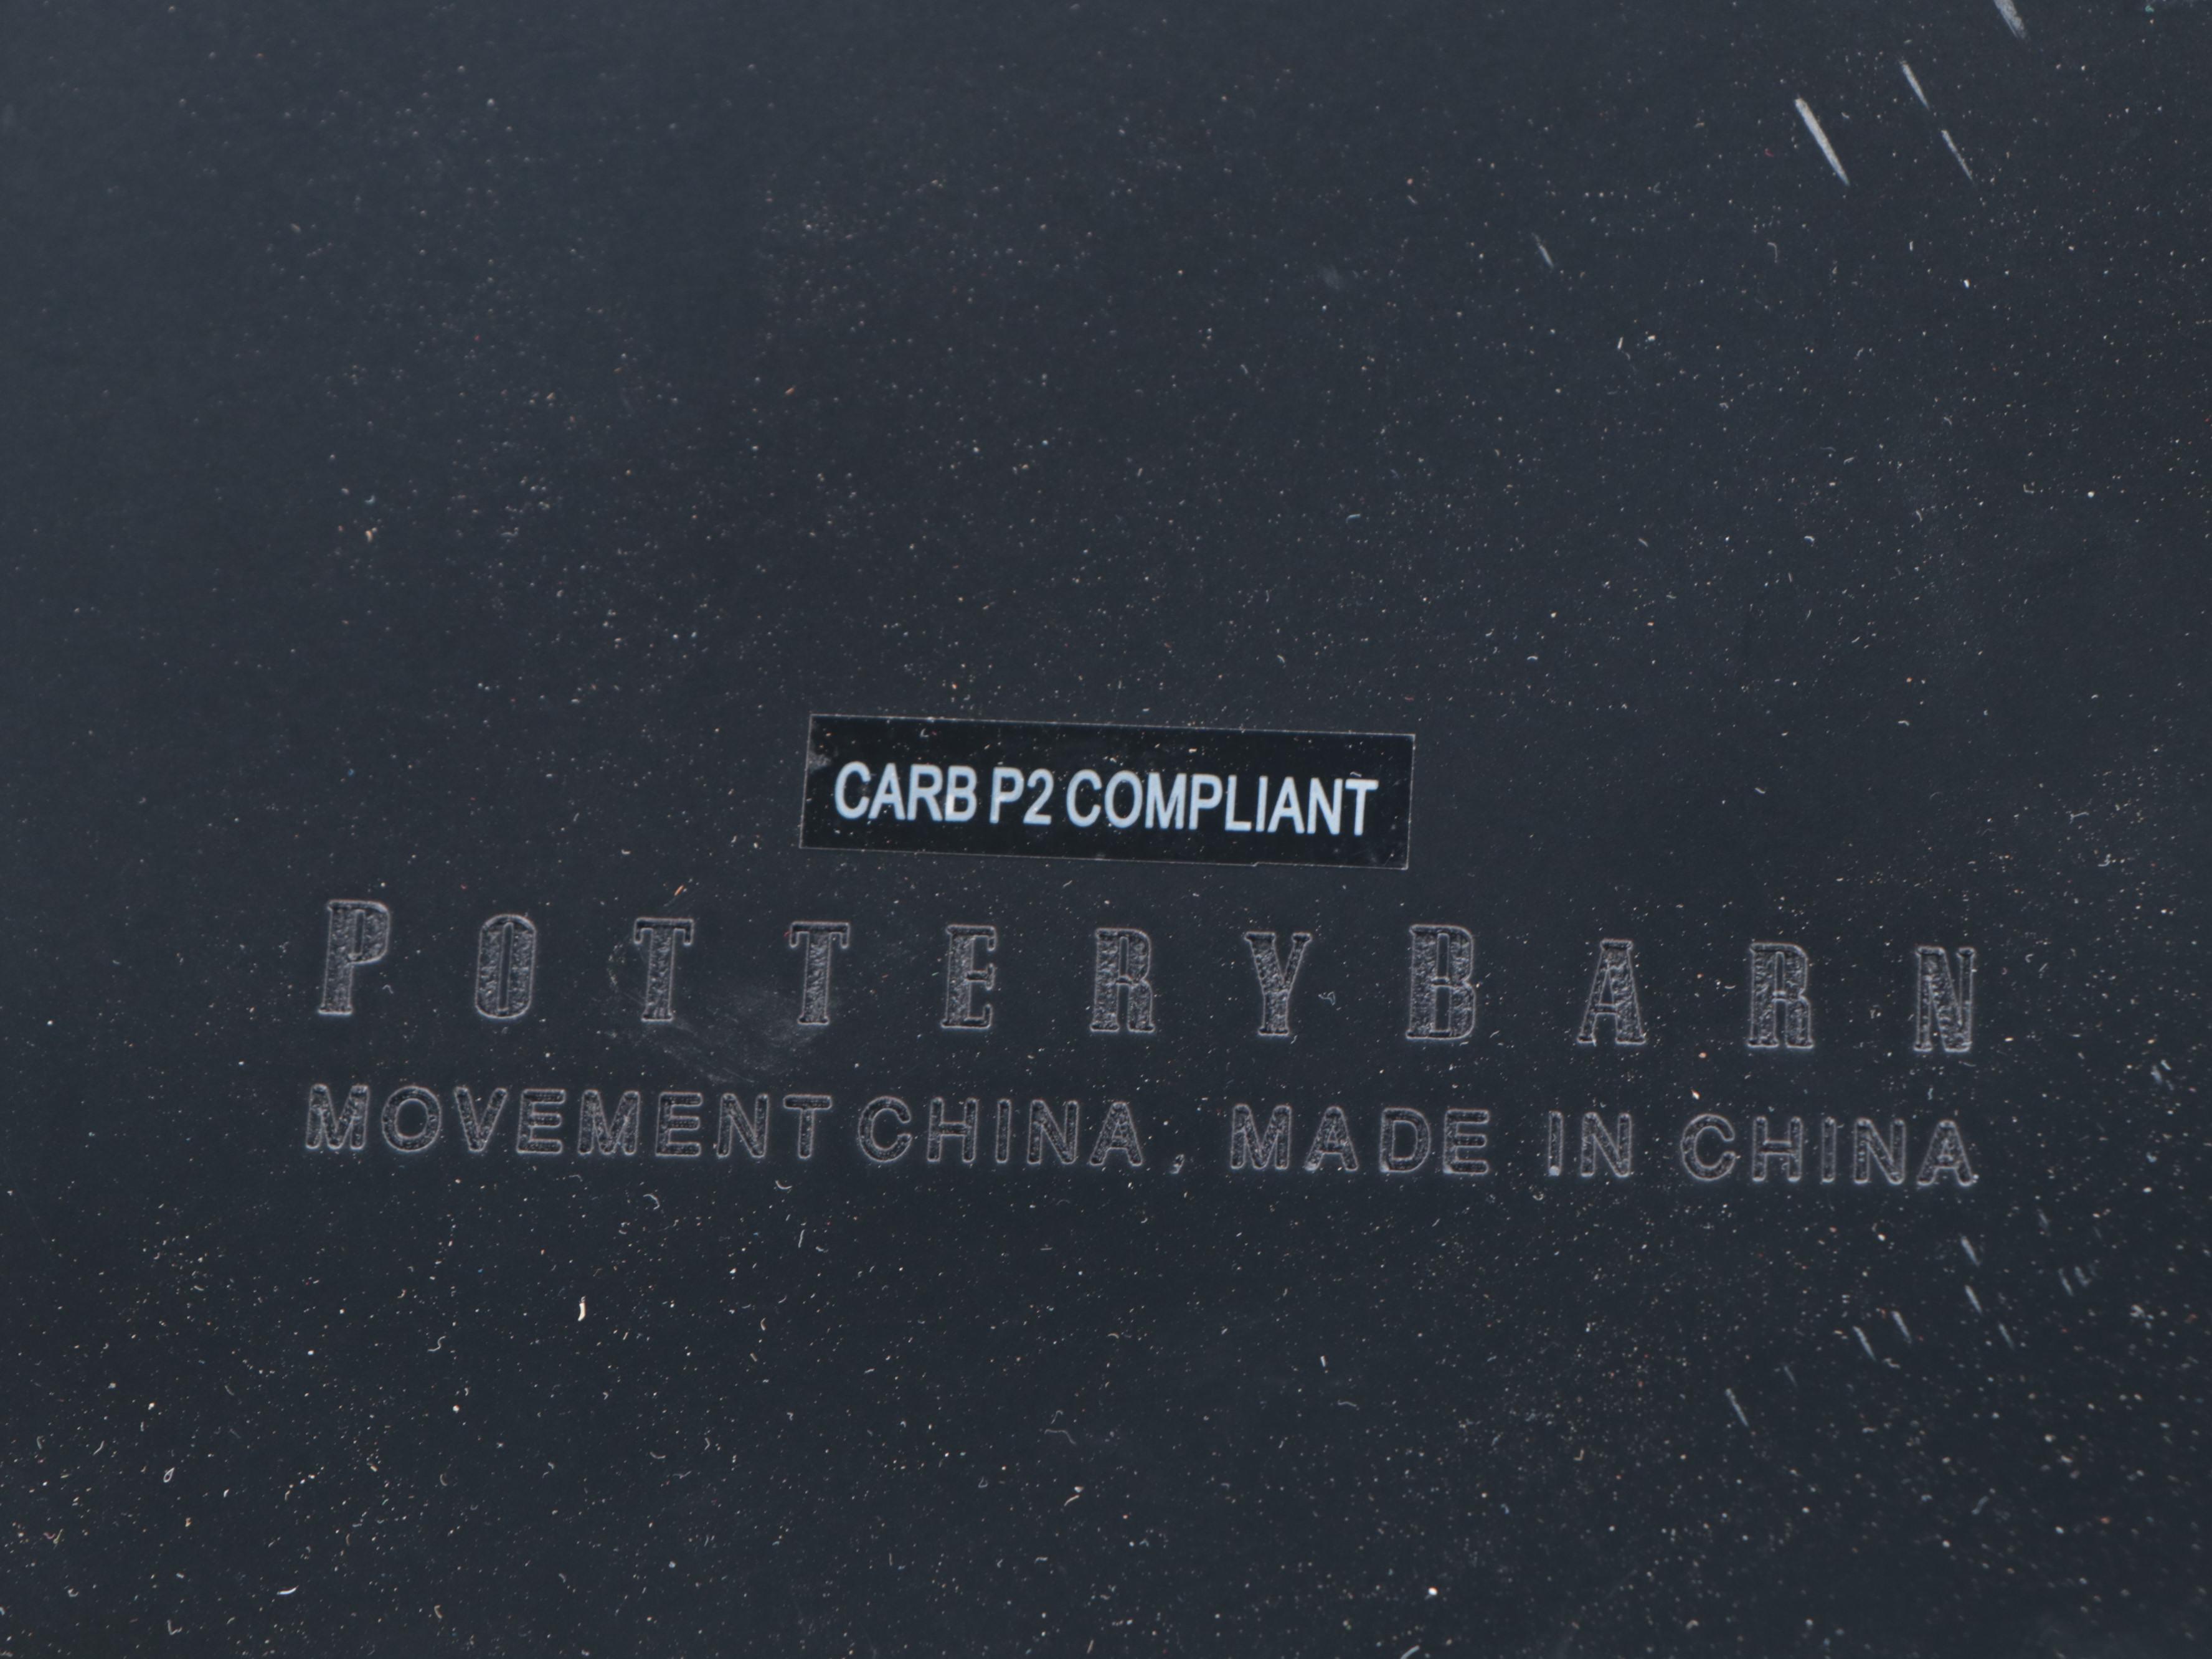 CARB P2 COMPLIANT
POTTERYBARN
MOVEMENT CHINA, MADE IN CHINA